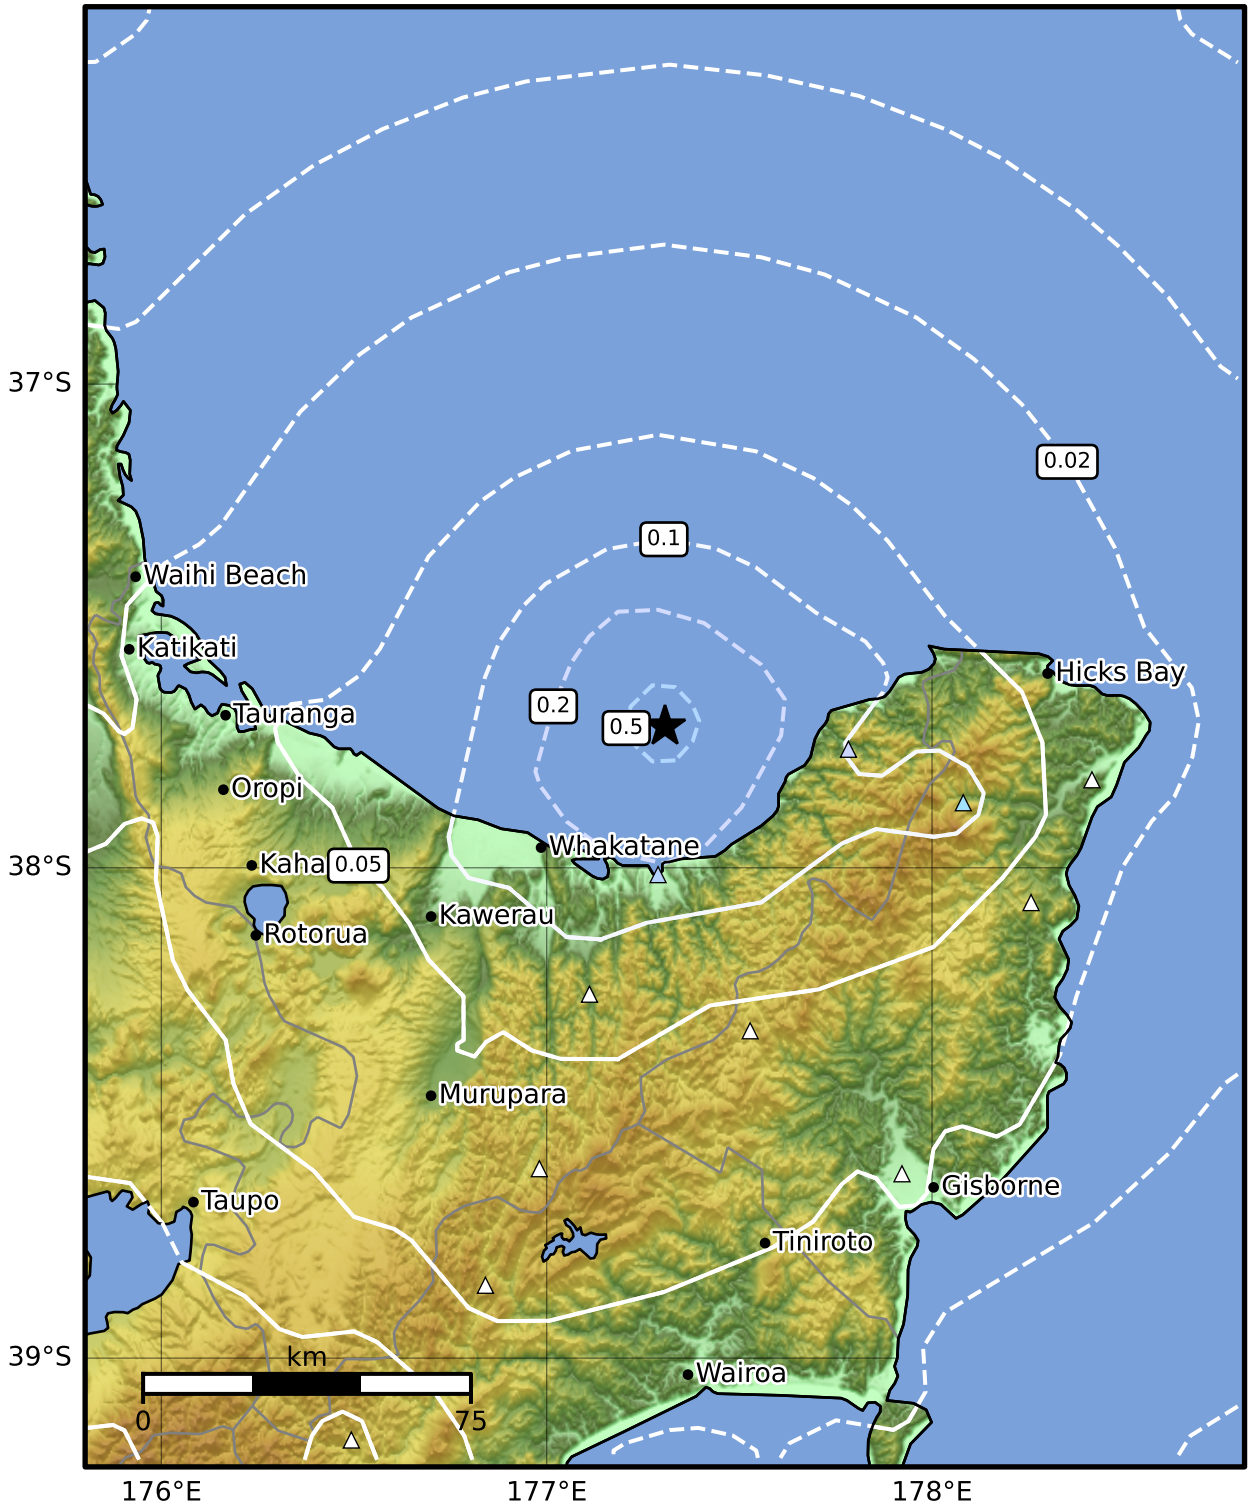 37°S
0.02
0.1
Waihi Beach
Katikati
Hicks Bay
0.2
Tauranga
0.5
Oropi
Whakatane
38°S
Kaha
0.05
Kawerau
Rotorua
Murupara
Gisborne
Taupo
Tiniroto
39°S
km
Wairoa
0
75
176°E
177°E
178°E